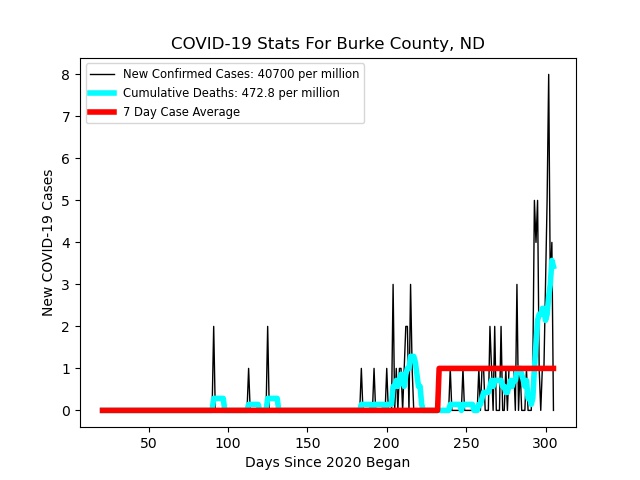 COVID-19 Stats For Burke County, ND
New Confirmed Cases: 40700 per million
Cumulative Deaths: 472.8 per million
7 Day Case Average
8
7
6
5
4
3
2
1
0
New COVID-19 Cases
50 100 150 200 250 300
Days Since 2020 Began